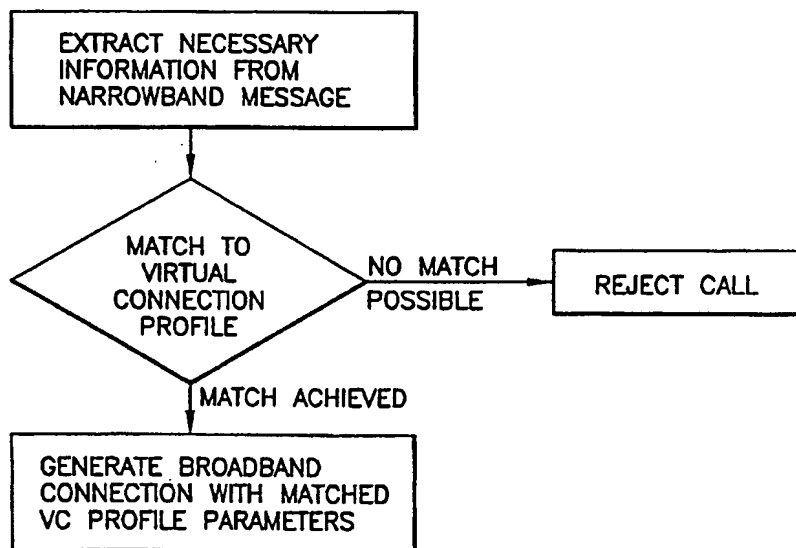 EXTRACT NECESSARY
INFORMATION FROM
NARROWBAND MESSAGE
MATCH TO
VIRTUAL
CONNECTION
PROFILE
NO MATCH
POSSIBLE
REJECT CALL
MATCH ACHIEVED
GENERATE BROADBAND
CONNECTION WITH MATCHED
VC PROFILE PARAMETERS